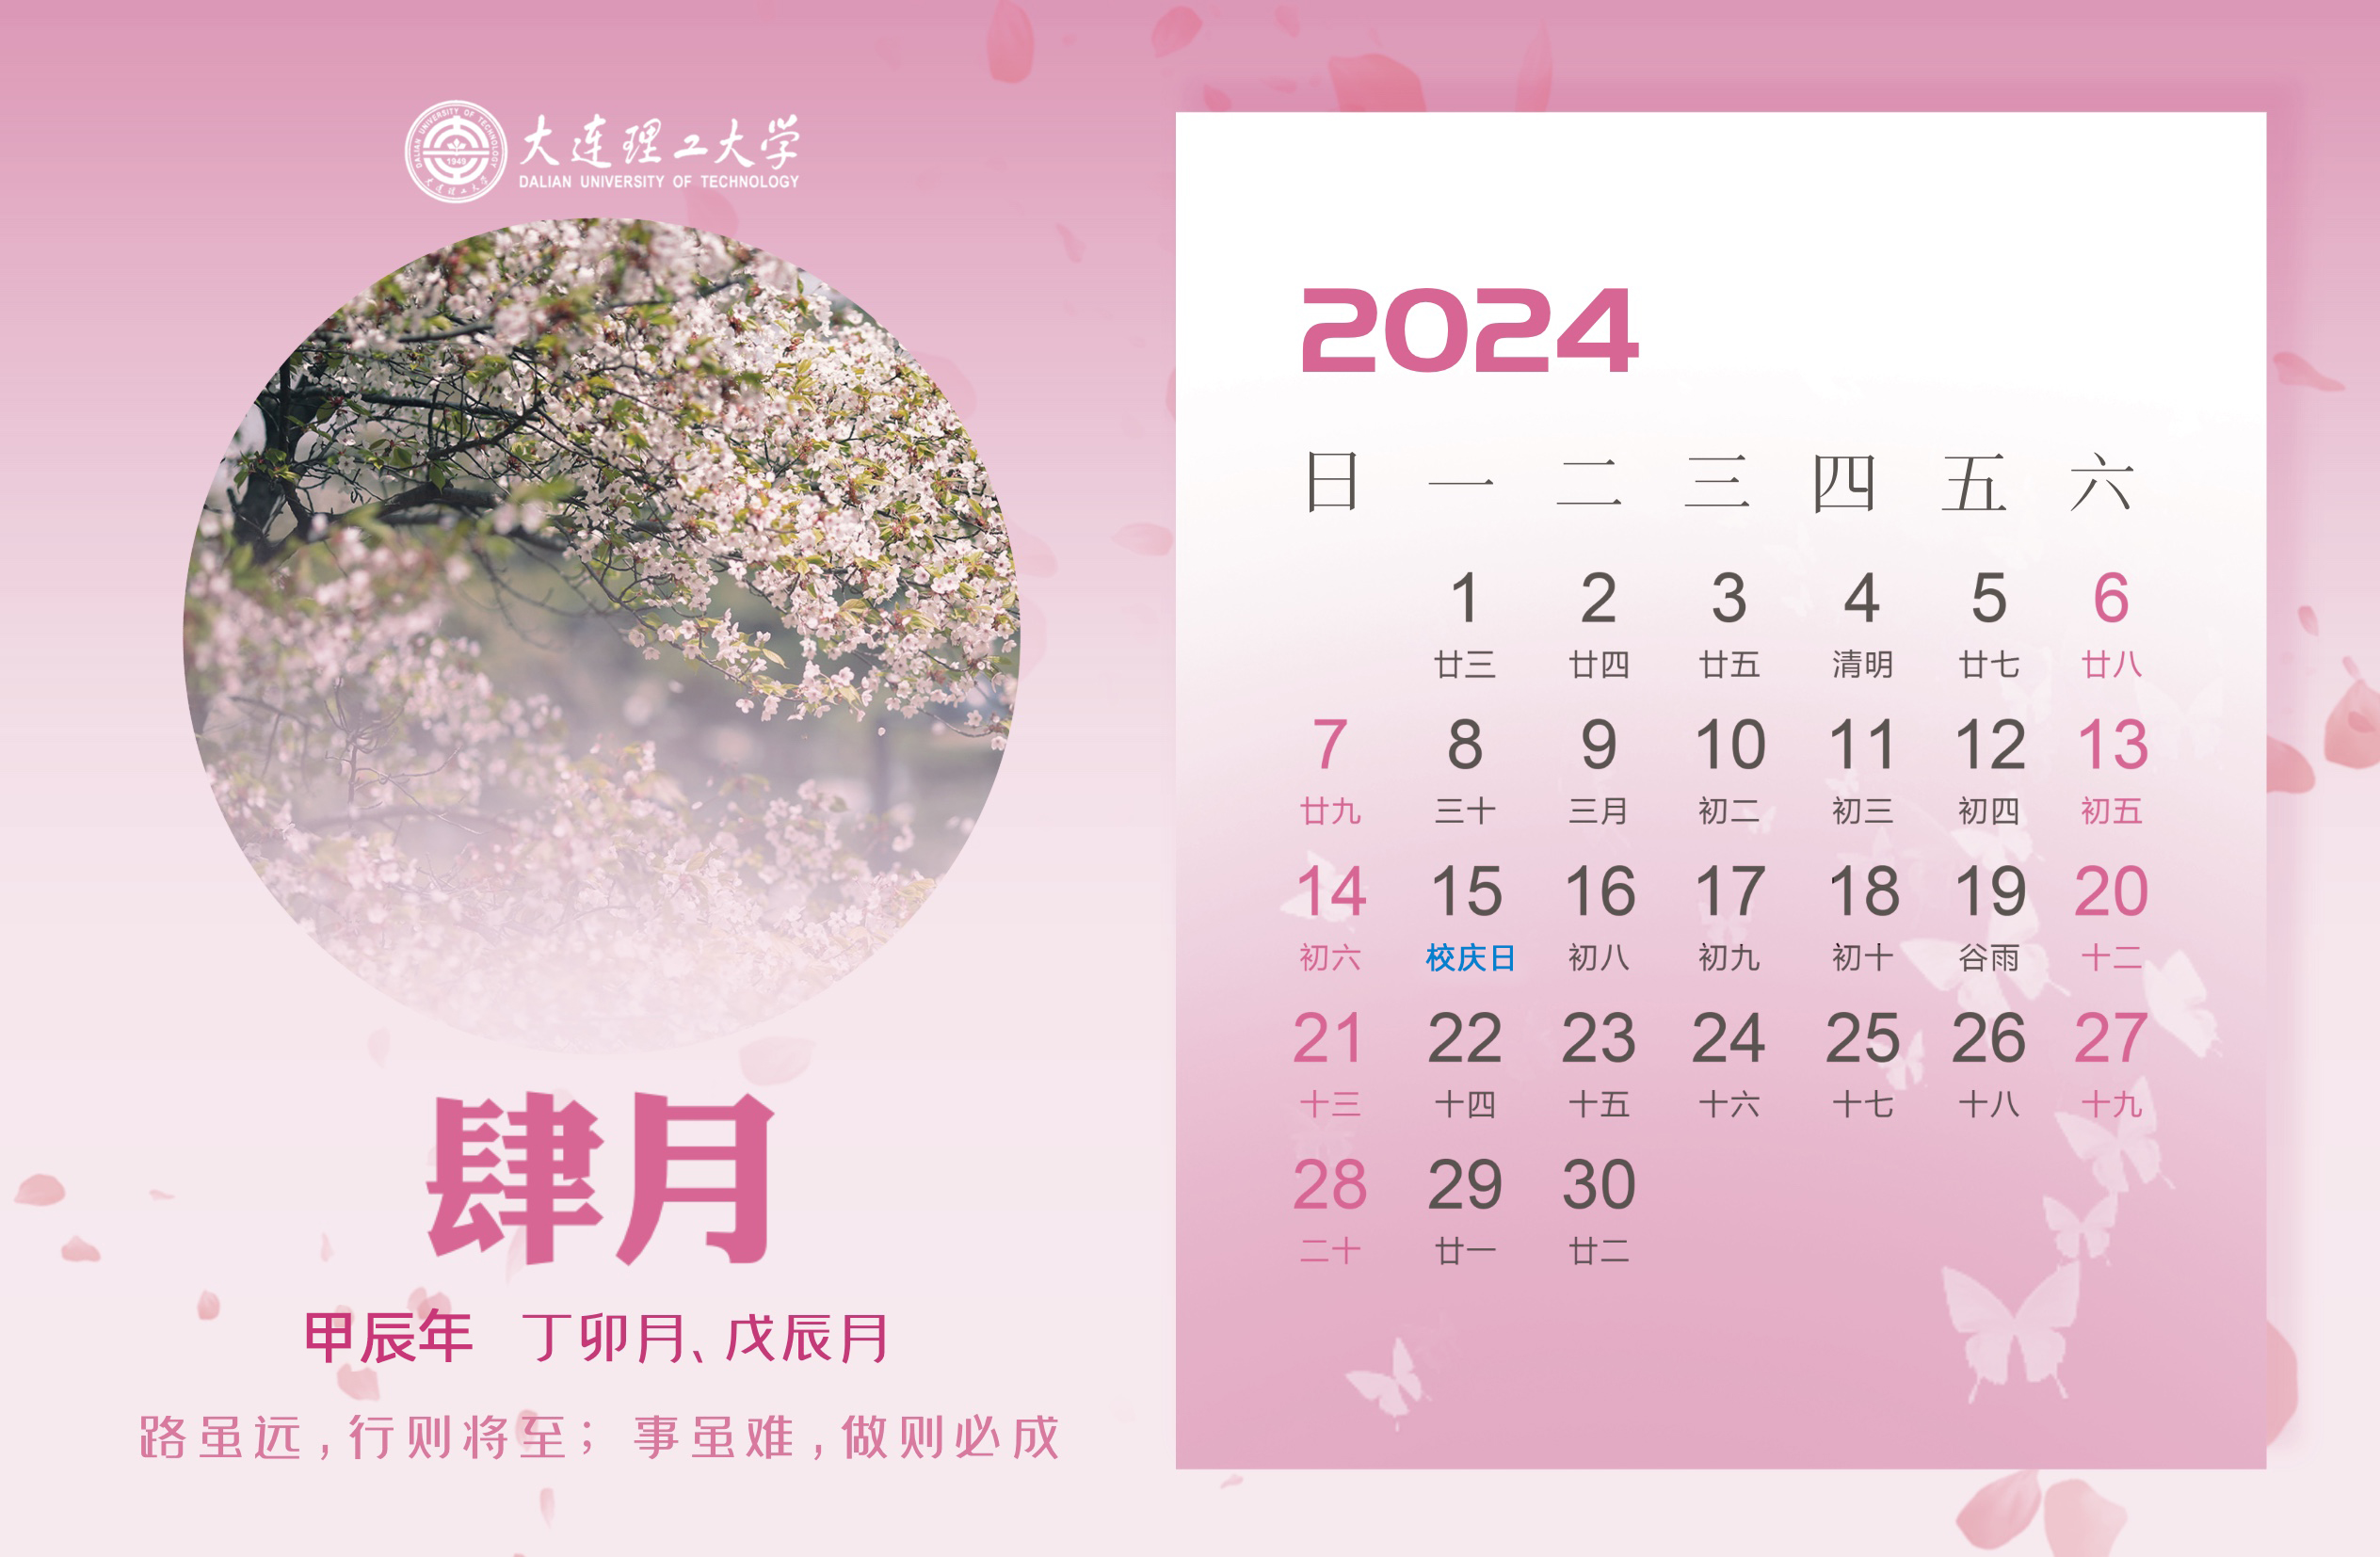 大连理工大学
DALIAN UNIVERSITY OF TECHNOLOGY
DALIAN UNIVERSITY OF TECHNOLOGY
1949
大连理工大学
肆月
甲辰年 丁卯月、戊辰月
路虽远,行则将至；事虽难,做则必成
2024
日 一 二 三 四 五 六
1 2 3 4 5 6
廿三 廿四 廿五 清明 廿七 廿八
7 8 9 10 11 12 13
廿九 三十 三月 初二 初三 初四 初五
14 15 16 17 18 19 20
初六 校庆日 初八 初九 初十 谷雨 十二
21 22 23 24 25 26 27
十三 十四 十五 十六 十七 十八 十九
28 29 30
二十 廿一 廿二